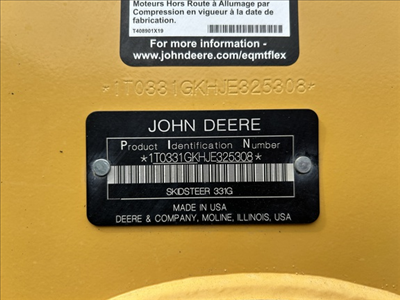 Moteurs Hors Route à Allumage par
Compression en vigueur à la date de
fabrication.
T408901X19
For more information -
www.johndeere.com/eqmtflex
*1T0331GKHJE325308*
JOHN DEERE
Product Identification Number
*1T0331GKHJE325308*
SKIDSTEER 331G
MADE IN USA
DEERE & COMPANY, MOLINE, ILLINOIS, USA